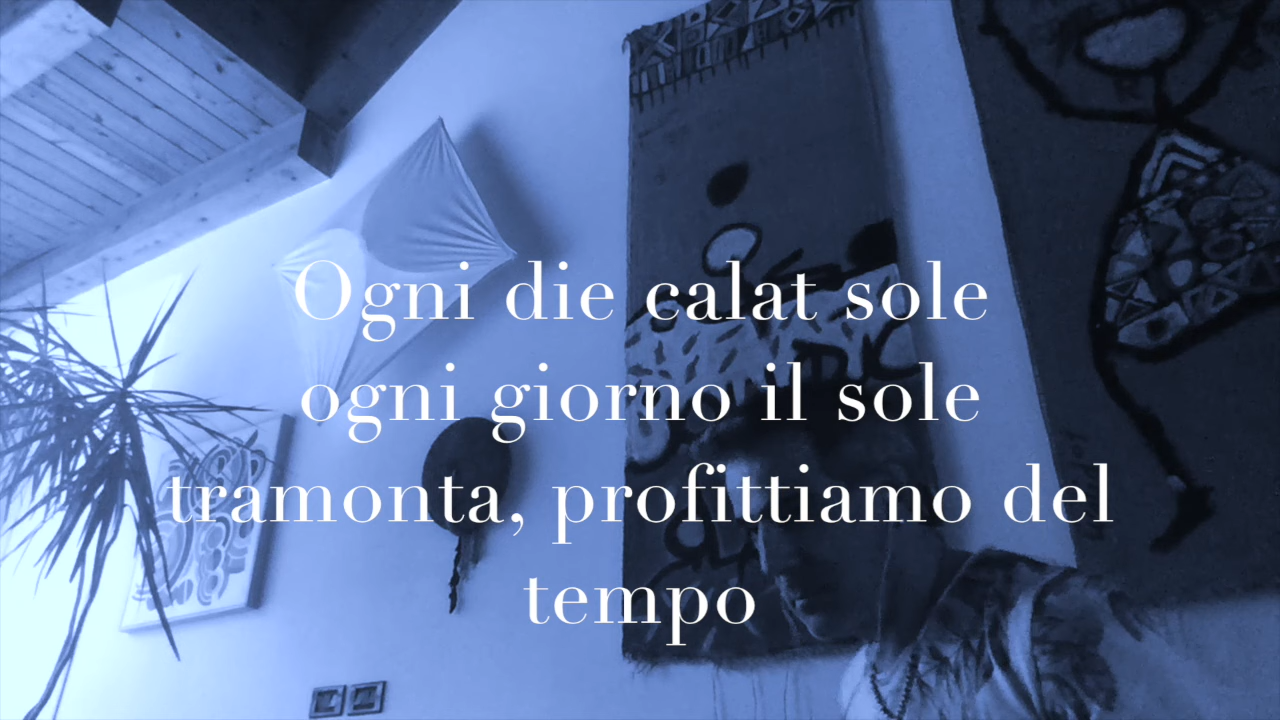 Ogni die calat sole
ogni giorno il sole
tramonta, profittiamo del
tempo